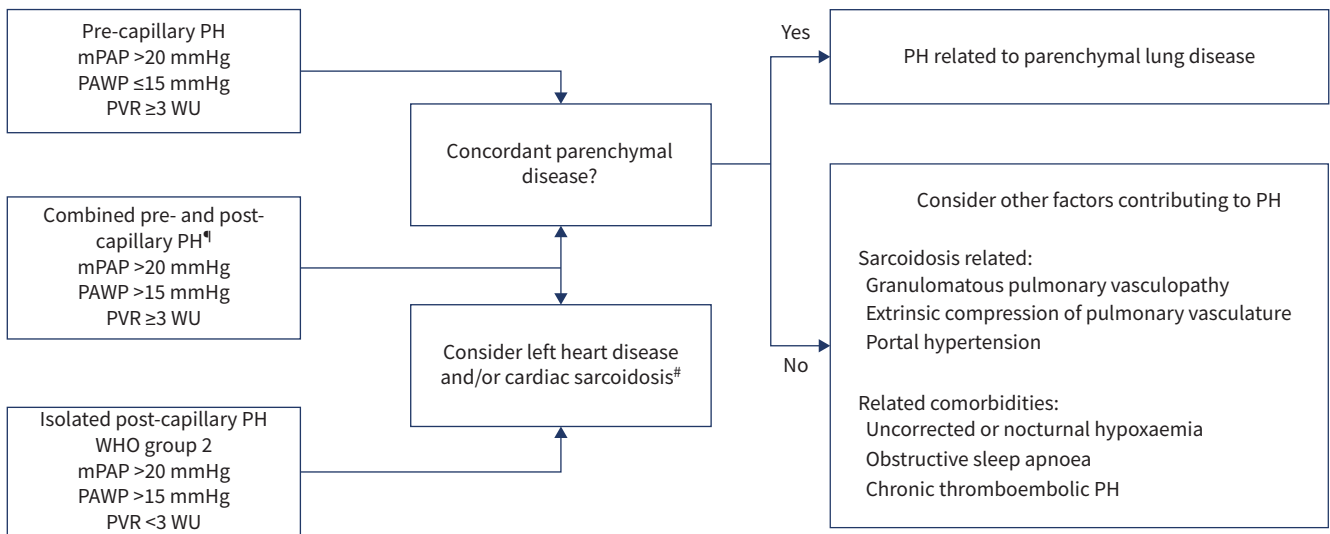 Pre-capillary PH
mPAP >20 mmHg
PAWP ≤15 mmHg
PVR ≥3 WU
Combined pre- and post-
capillary PH¶
mPAP >20 mmHg
PAWP >15 mmHg
PVR ≥3 WU
Isolated post-capillary PH
WHO group 2
mPAP >20 mmHg
PAWP >15 mmHg
PVR <3 WU
Concordant parenchymal
disease?
Consider left heart disease
and/or cardiac sarcoidosis#
Yes
PH related to parenchymal lung disease
No
Consider other factors contributing to PH
Sarcoidosis related:
Granulomatous pulmonary vasculopathy
Extrinsic compression of pulmonary vasculature
Portal hypertension
Related comorbidities:
Uncorrected or nocturnal hypoxaemia
Obstructive sleep apnoea
Chronic thromboembolic PH